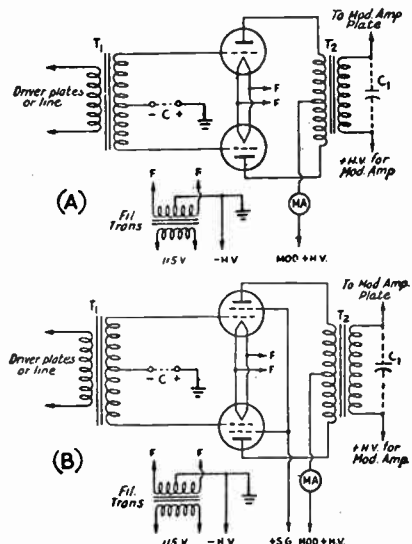 To Mod. Amp
Plate
T1
T2
C1
Driver plates
or line
- C +
F
F
MA
+H.V. for
Mod. Amp
(A)
F
F
Fil.
Trans
115 V
-H.V
MOD +H.V.
To Mod Amp.
Plate
T1
T2
C1
Driver plates
or line
- C +
F
F
MA
+H.V. for
Mod. Amp
(B)
F
F
Fil.
Trans
115 V
-H.V.
+S.G.
MOD +H.V.